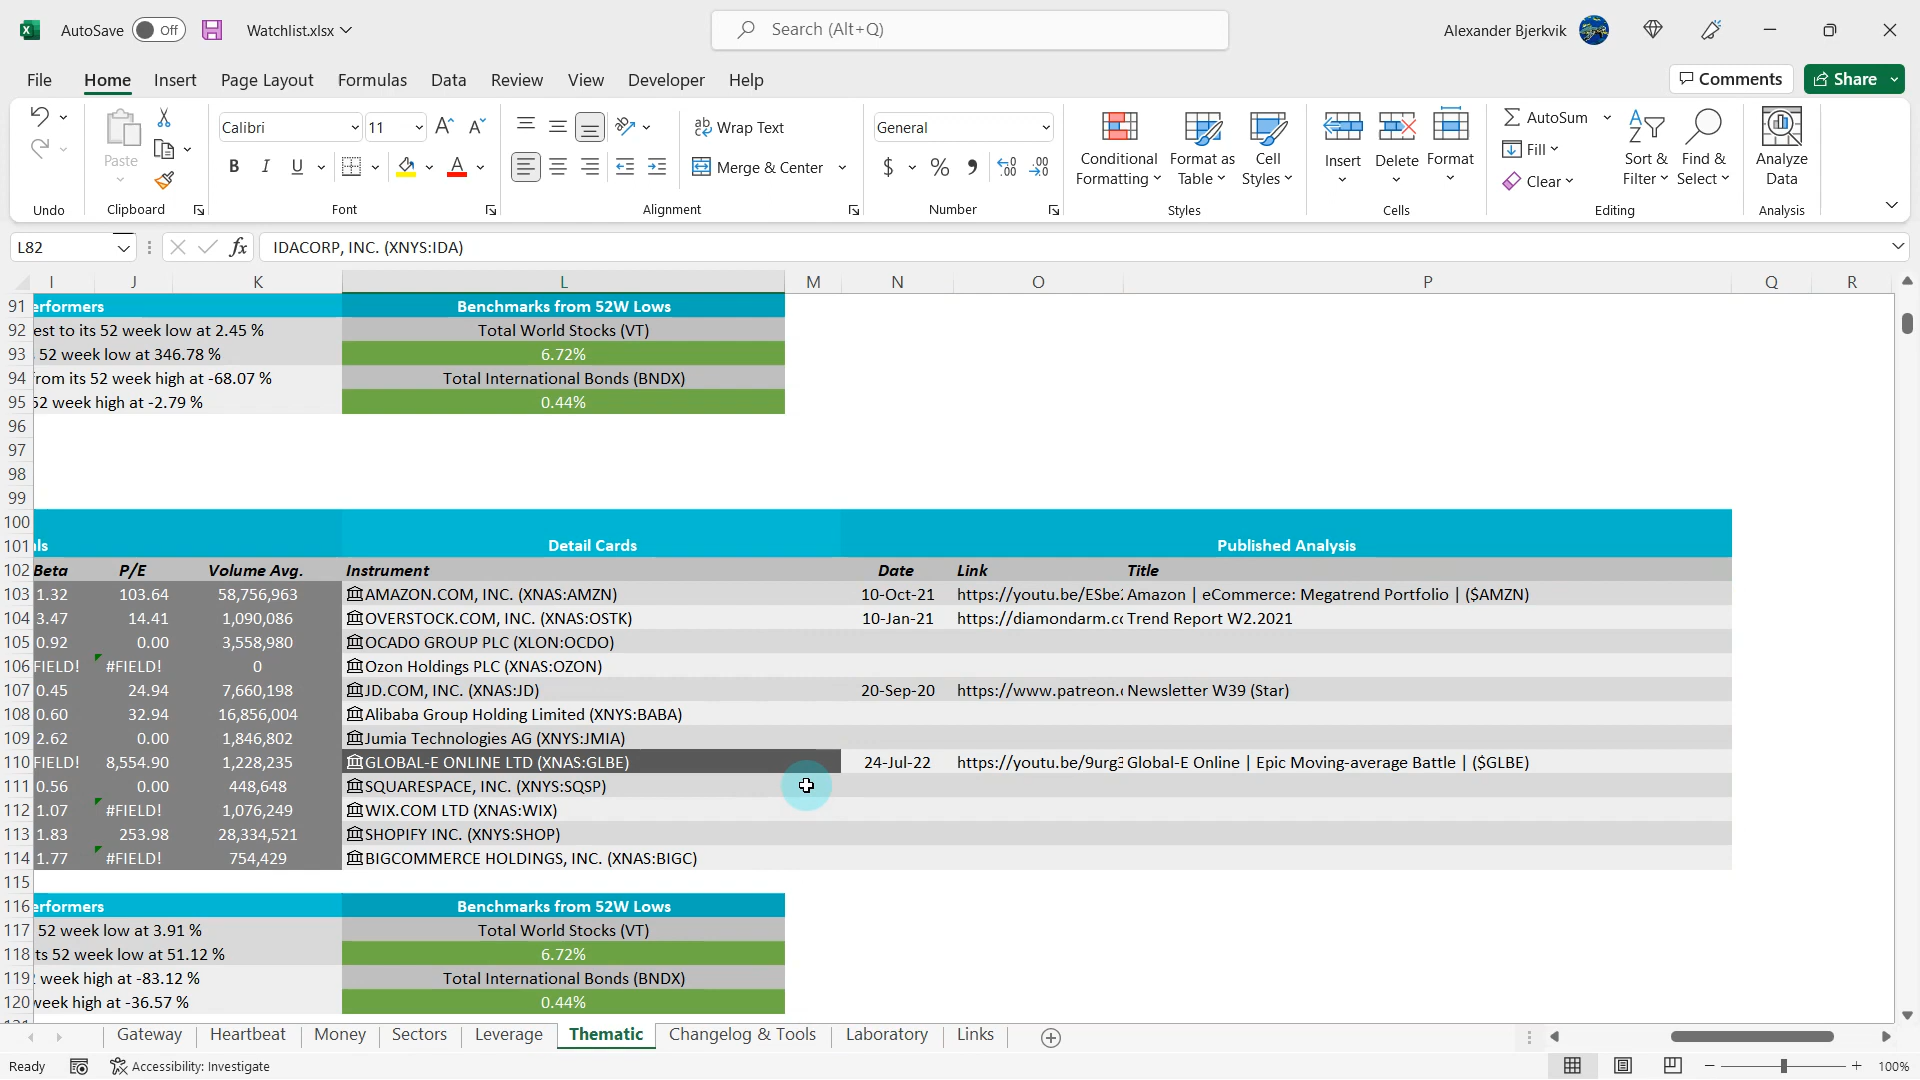 AutoSave Off Watchlist.xlsx Search (Alt+Q) Alexander Bjerkvik
File Home Insert Page Layout Formulas Data Review View Developer Help Comments Share
Paste Calibri 11 Wrap Text Merge & Center General Conditional Formatting Format as Table Cell Styles Insert Delete Format AutoSum Fill Clear Sort & Filter Find & Select Analyze Data
Undo Clipboard Font Alignment Number Styles Cells Editing Analysis
L82 fx IDACORP, INC. (XNYS:IDA)
I J K L M N O P Q R
91 erformers Benchmarks from 52W Lows
92 est to its 52 week low at 2.45 % Total World Stocks (VT)
93 52 week low at 346.78 % 6.72%
94 from its 52 week high at -68.07 % Total International Bonds (BNDX)
95 52 week high at -2.79 % 0.44%
96
97
98
99
100
101 ls Detail Cards Published Analysis
102 Beta P/E Volume Avg. Instrument Date Link Title
103 1.32 103.64 58,756,963 AMAZON.COM, INC. (XNAS:AMZN) 10-Oct-21 https://youtu.be/ESbe Amazon | eCommerce: Megatrend Portfolio | ($AMZN)
104 3.47 14.41 1,090,086 OVERSTOCK.COM, INC. (XNAS:OSTK) 10-Jan-21 https://diamondarm.c Trend Report W2.2021
105 0.92 0.00 3,558,980 OCADO GROUP PLC (XLON:OCDO)
106 FIELD! #FIELD! 0 Ozon Holdings PLC (XNAS:OZON)
107 0.45 24.94 7,660,198 JD.COM, INC. (XNAS:JD) 20-Sep-20 https://www.patreon. Newsletter W39 (Star)
108 0.60 32.94 16,856,004 Alibaba Group Holding Limited (XNYS:BABA)
109 2.62 0.00 1,846,802 Jumia Technologies AG (XNYS:JMIA)
110 FIELD! 8,554.90 1,228,235 GLOBAL-E ONLINE LTD (XNAS:GLBE) 24-Jul-22 https://youtu.be/9urg3 Global-E Online | Epic Moving-average Battle | ($GLBE)
111 0.56 0.00 448,648 SQUARESPACE, INC. (XNYS:SQSP)
112 1.07 #FIELD! 1,076,249 WIX.COM LTD (XNAS:WIX)
113 1.83 253.98 28,334,521 SHOPIFY INC. (XNYS:SHOP)
114 1.77 #FIELD! 754,429 BIGCOMMERCE HOLDINGS, INC. (XNAS:BIGC)
115
116 erformers Benchmarks from 52W Lows
117 52 week low at 3.91 % Total World Stocks (VT)
118 ts 52 week low at 51.12 % 6.72%
119 week high at -83.12 % Total International Bonds (BNDX)
120 week high at -36.57 % 0.44%
Gateway Heartbeat Money Sectors Leverage Thematic Changelog & Tools Laboratory Links
Ready Accessibility: Investigate 100%